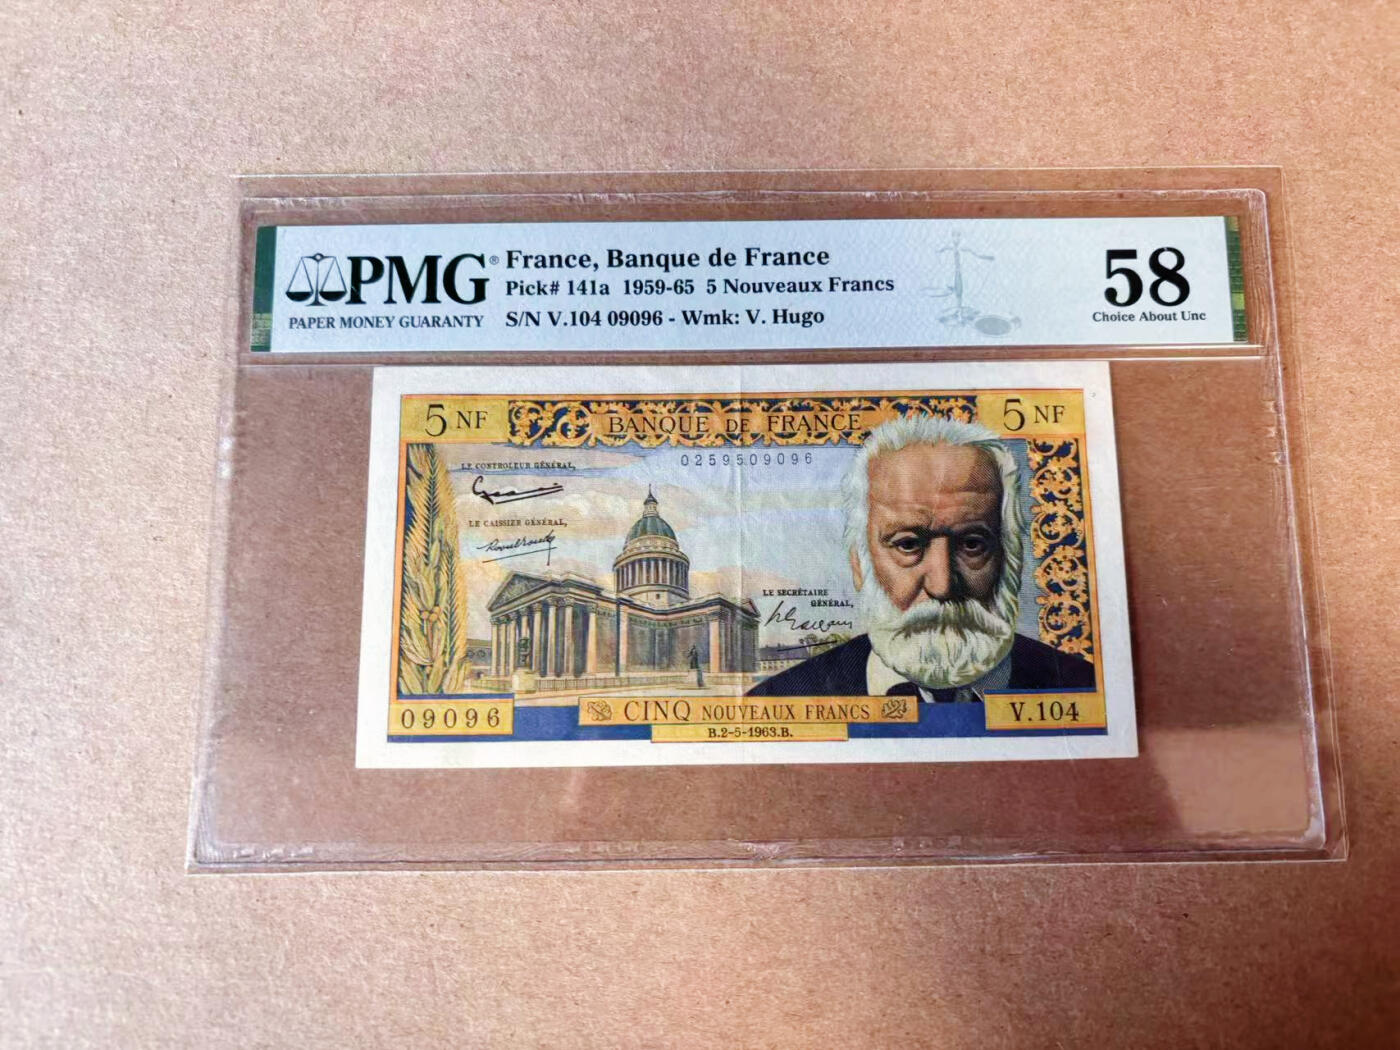 PMG®
PAPER MONEY GUARANTY
France, Banque de France
Pick# 141a 1959-65 5 Nouveaux Francs
S/N V.104 09096 - Wmk: V. Hugo
58
Choice About Unc
5 NF
BANQUE DE FRANCE
5 NF
0259509096
LE CONTROLEUR GÉNÉRAL,
LE CAISSIER GÉNÉRAL,
LE SECRÉTAIRE
GÉNÉRAL,
09096
CINQ NOUVEAUX FRANCS
V.104
B.2-5-1963.B.